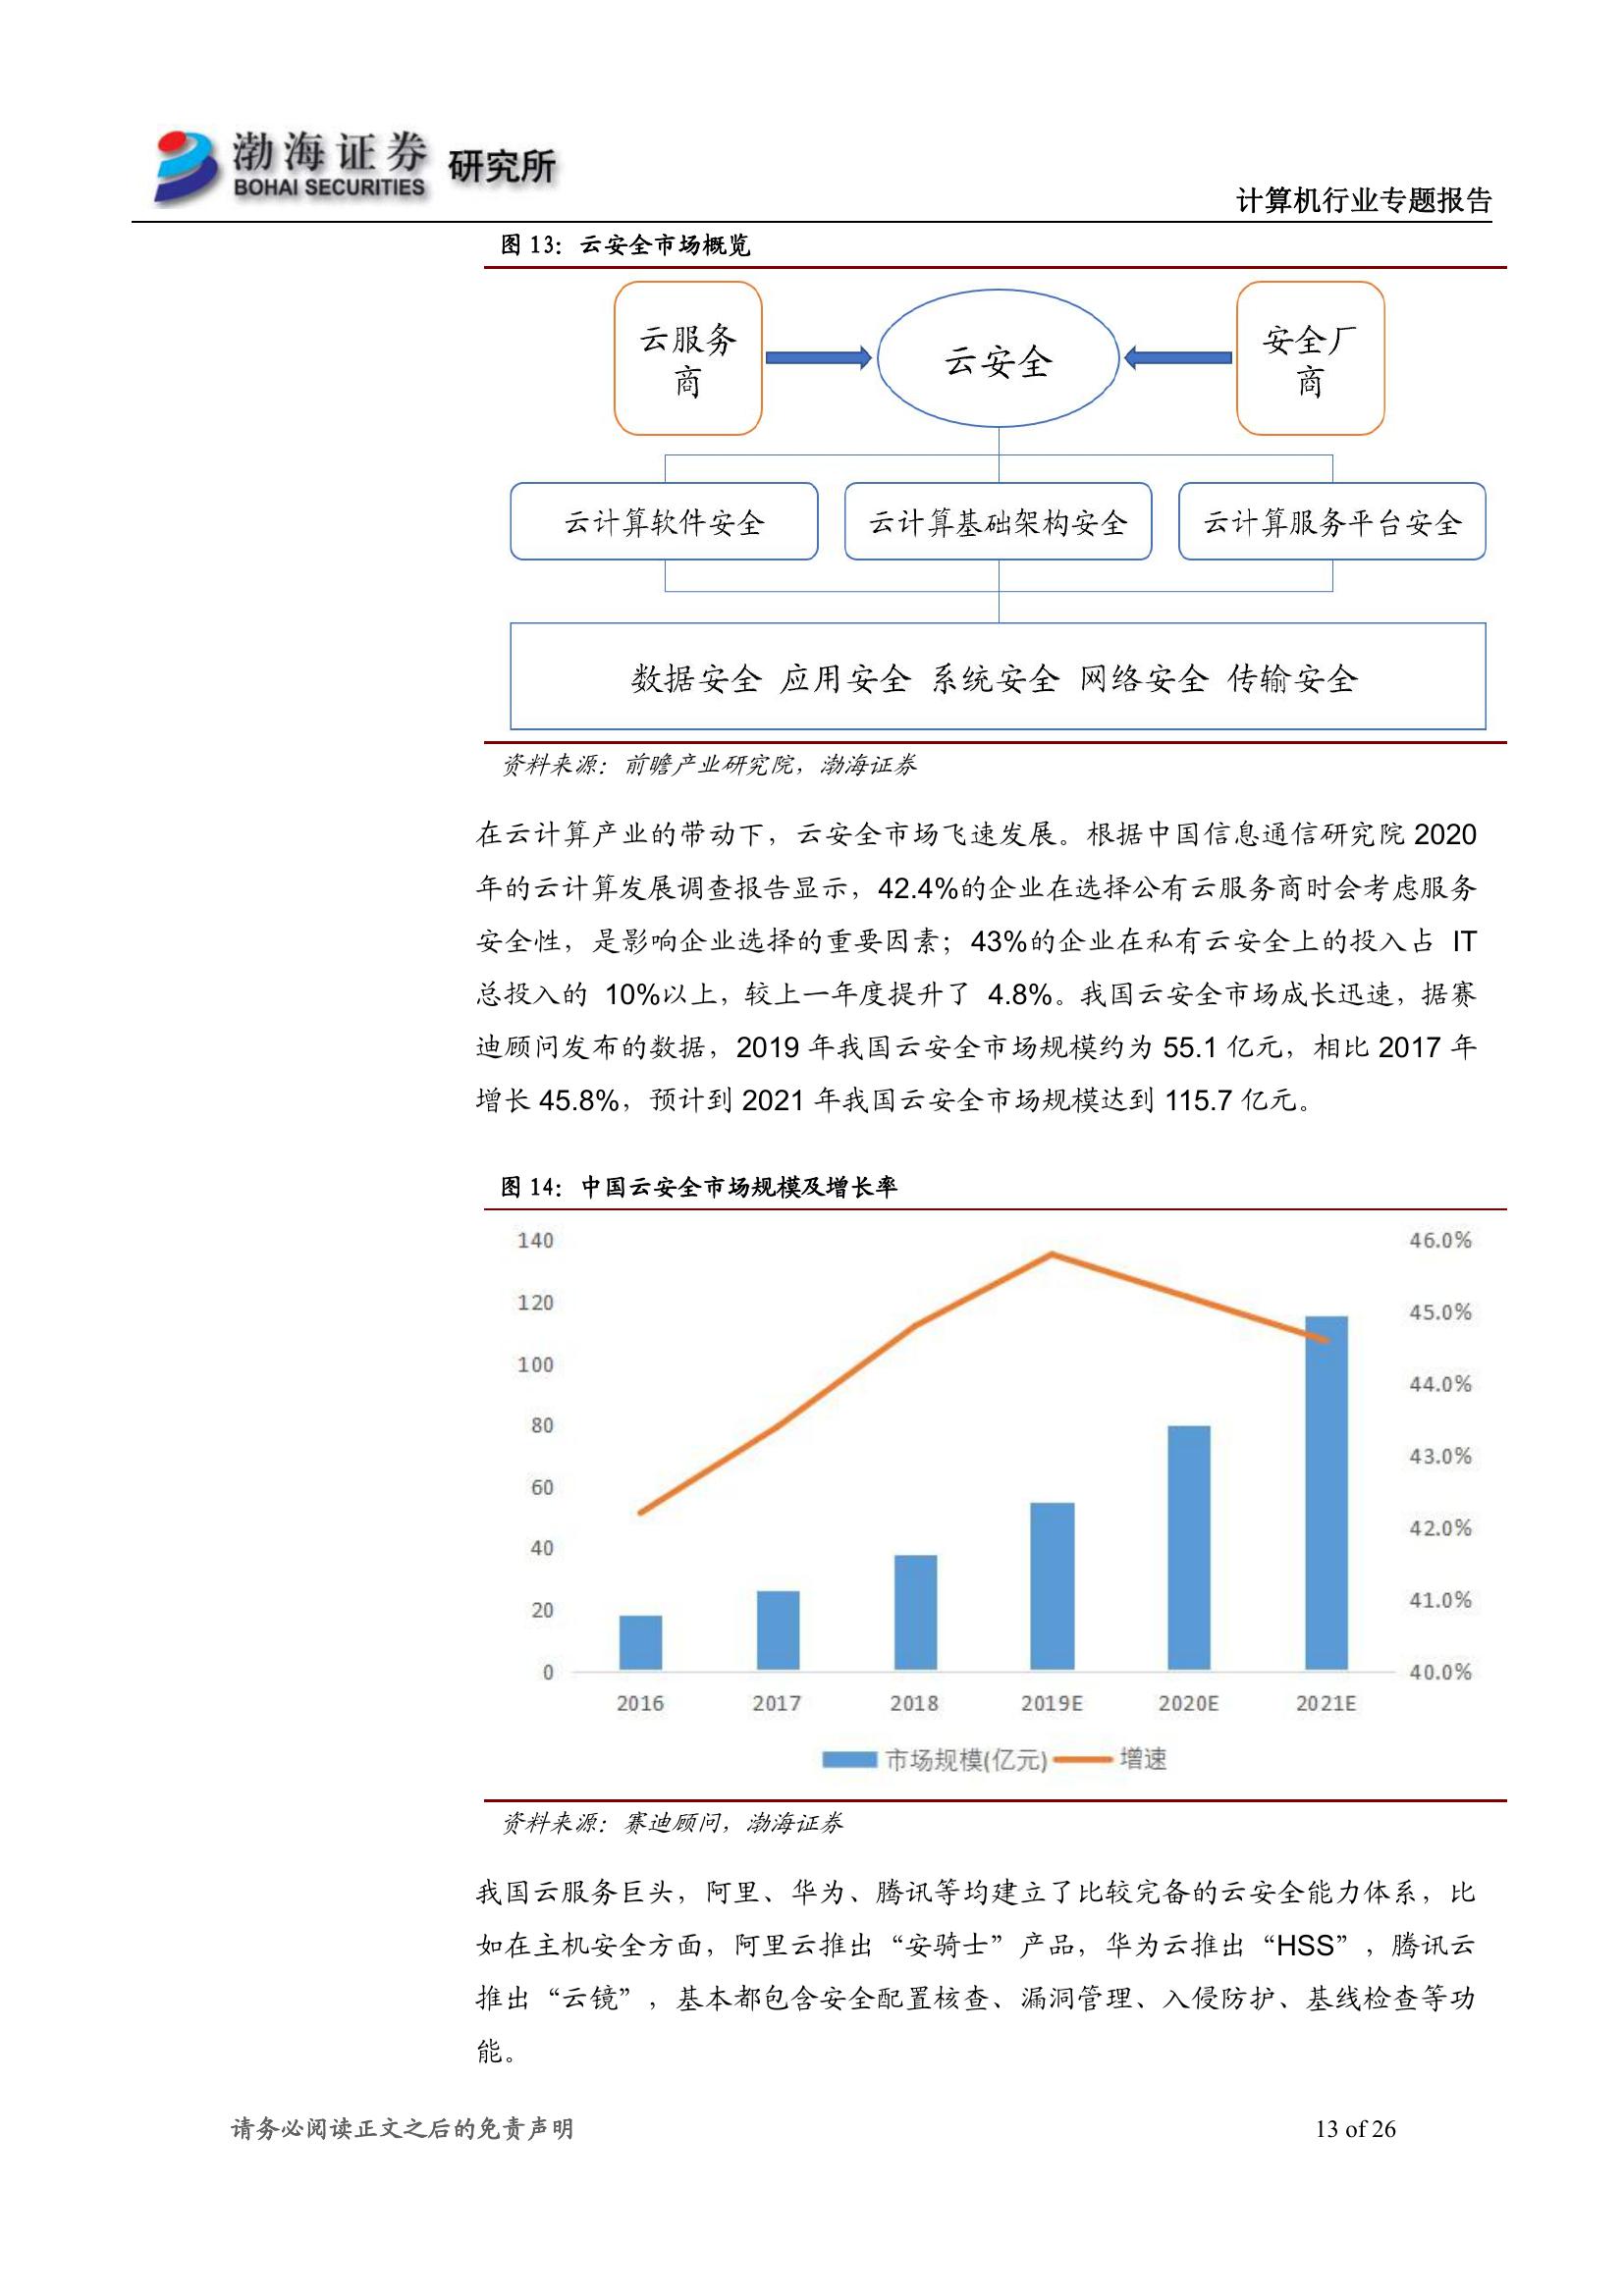 渤海证券 研究所
BOHAI SECURITIES
计算机行业专题报告
图 13：云安全市场概览
云服务
商
云安全
安全厂
商
云计算软件安全 云计算基础架构安全 云计算服务平台安全
数据安全 应用安全 系统安全 网络安全 传输安全
资料来源：前瞻产业研究院，渤海证券
在云计算产业的带动下，云安全市场飞速发展。根据中国信息通信研究院 2020
年的云计算发展调查报告显示，42.4%的企业在选择公有云服务商时会考虑服务
安全性，是影响企业选择的重要因素；43%的企业在私有云安全上的投入占 IT
总投入的 10%以上，较上一年度提升了 4.8%。我国云安全市场成长迅速，据赛
迪顾问发布的数据，2019 年我国云安全市场规模约为 55.1 亿元，相比 2017 年
增长 45.8%，预计到 2021 年我国云安全市场规模达到 115.7 亿元。
图 14：中国云安全市场规模及增长率
140
120
100
80
60
40
20
0
46.0%
45.0%
44.0%
43.0%
42.0%
41.0%
40.0%
2016 2017 2018 2019E 2020E 2021E
市场规模(亿元) 增速
资料来源：赛迪顾问，渤海证券
我国云服务巨头，阿里、华为、腾讯等均建立了比较完备的云安全能力体系，比
如在主机安全方面，阿里云推出“安骑士”产品，华为云推出“HSS”，腾讯云
推出“云镜”，基本都包含安全配置核查、漏洞管理、入侵防护、基线检查等功
能。
请务必阅读正文之后的免责声明
13 of 26